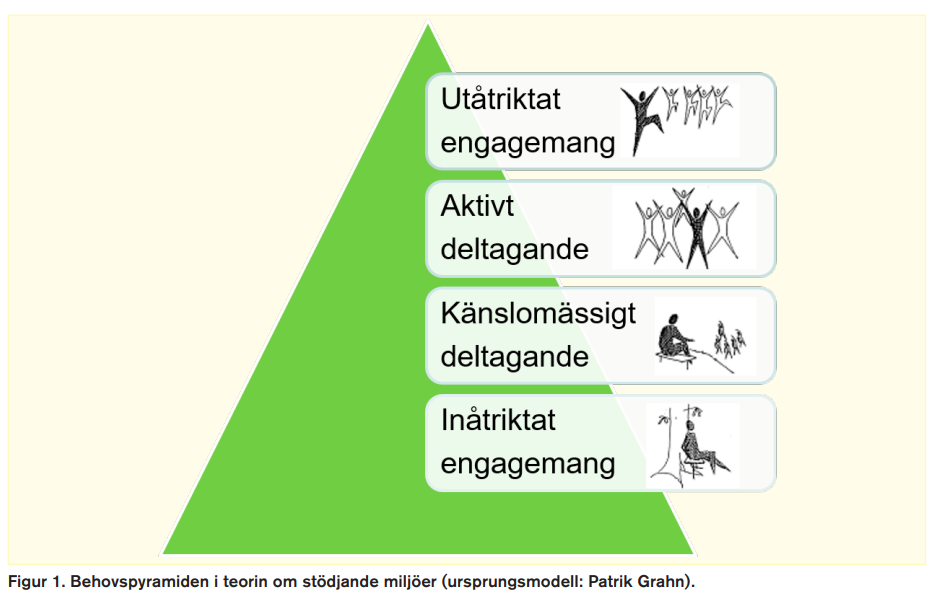 Utåtriktat
engagemang
Aktivt
deltagande
Känslomässigt
deltagande
Inåtriktat
engagemang
Figur 1. Behovspyramiden i teorin om stödjande miljöer (ursprungsmodell: Patrik Grahn).